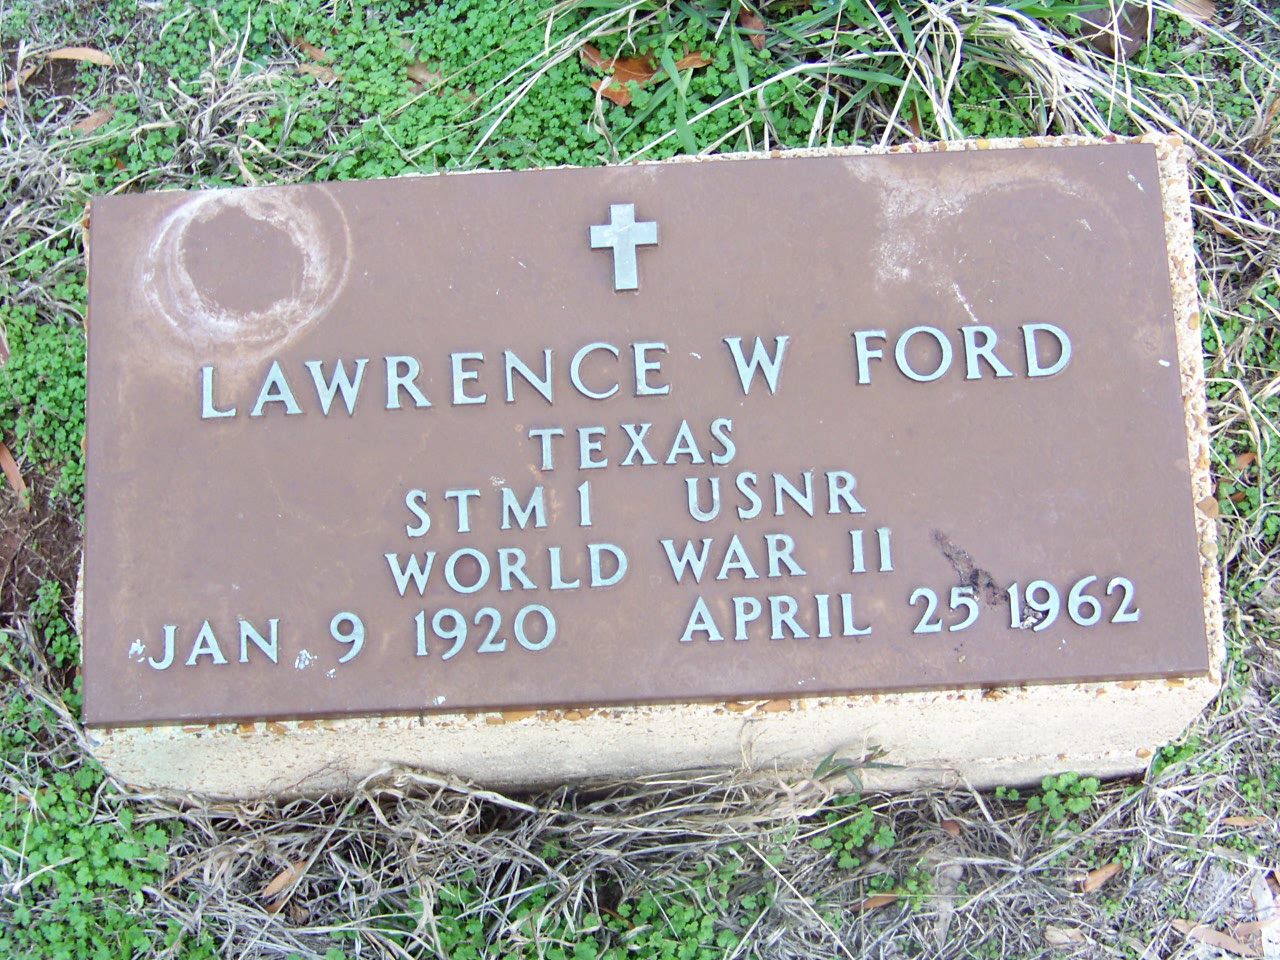 LAWRENCE W FORD
TEXAS
STM1 USNR
WORLD WAR II
JAN 9 1920 APRIL 25 1962